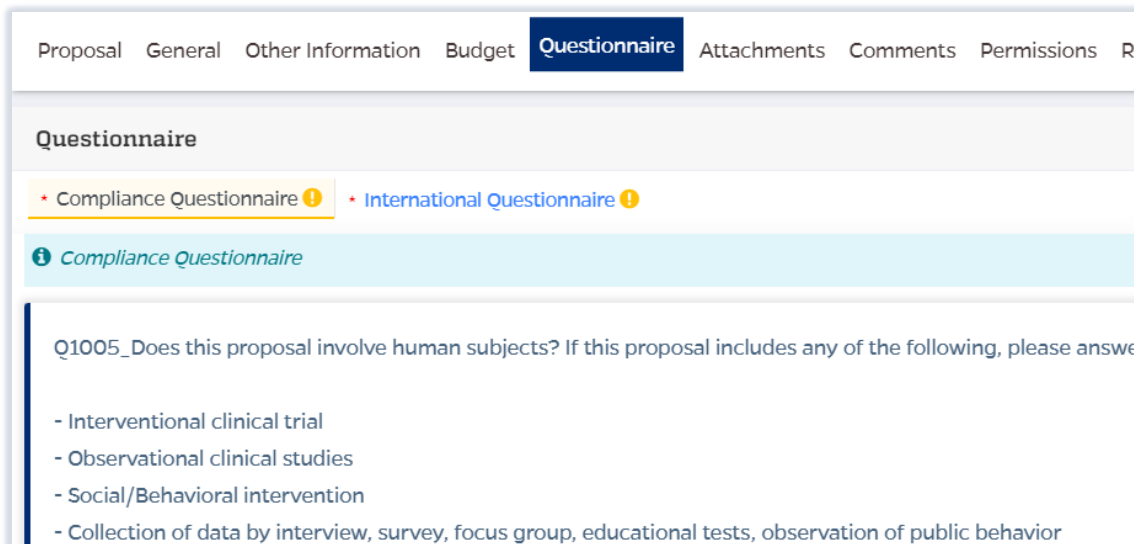 Proposal General Other Information Budget Questionnaire Attachments Comments Permissions R
Questionnaire
* Compliance Questionnaire ! * International Questionnaire !
i Compliance Questionnaire
Q1005_Does this proposal involve human subjects? If this proposal includes any of the following, please answe
- Interventional clinical trial
- Observational clinical studies
- Social/Behavioral intervention
- Collection of data by interview, survey, focus group, educational tests, observation of public behavior